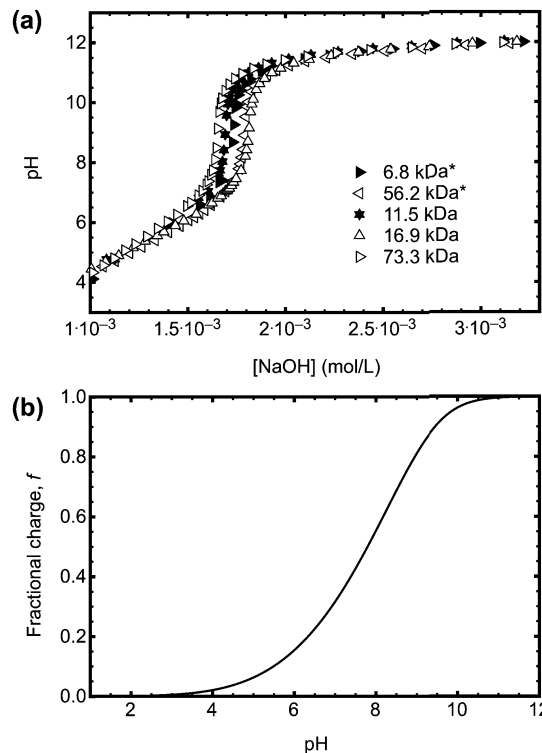 (a)
12
10
8
6
4
pH
6.8 kDa*
56.2 kDa*
11.5 kDa
16.9 kDa
73.3 kDa
1·10⁻³ 1.5·10⁻³ 2·10⁻³ 2.5·10⁻³ 3·10⁻³
[NaOH] (mol/L)
(b)
1.0
0.8
0.6
0.4
0.2
0.0
Fractional charge, f
2 4 6 8 10 12
pH